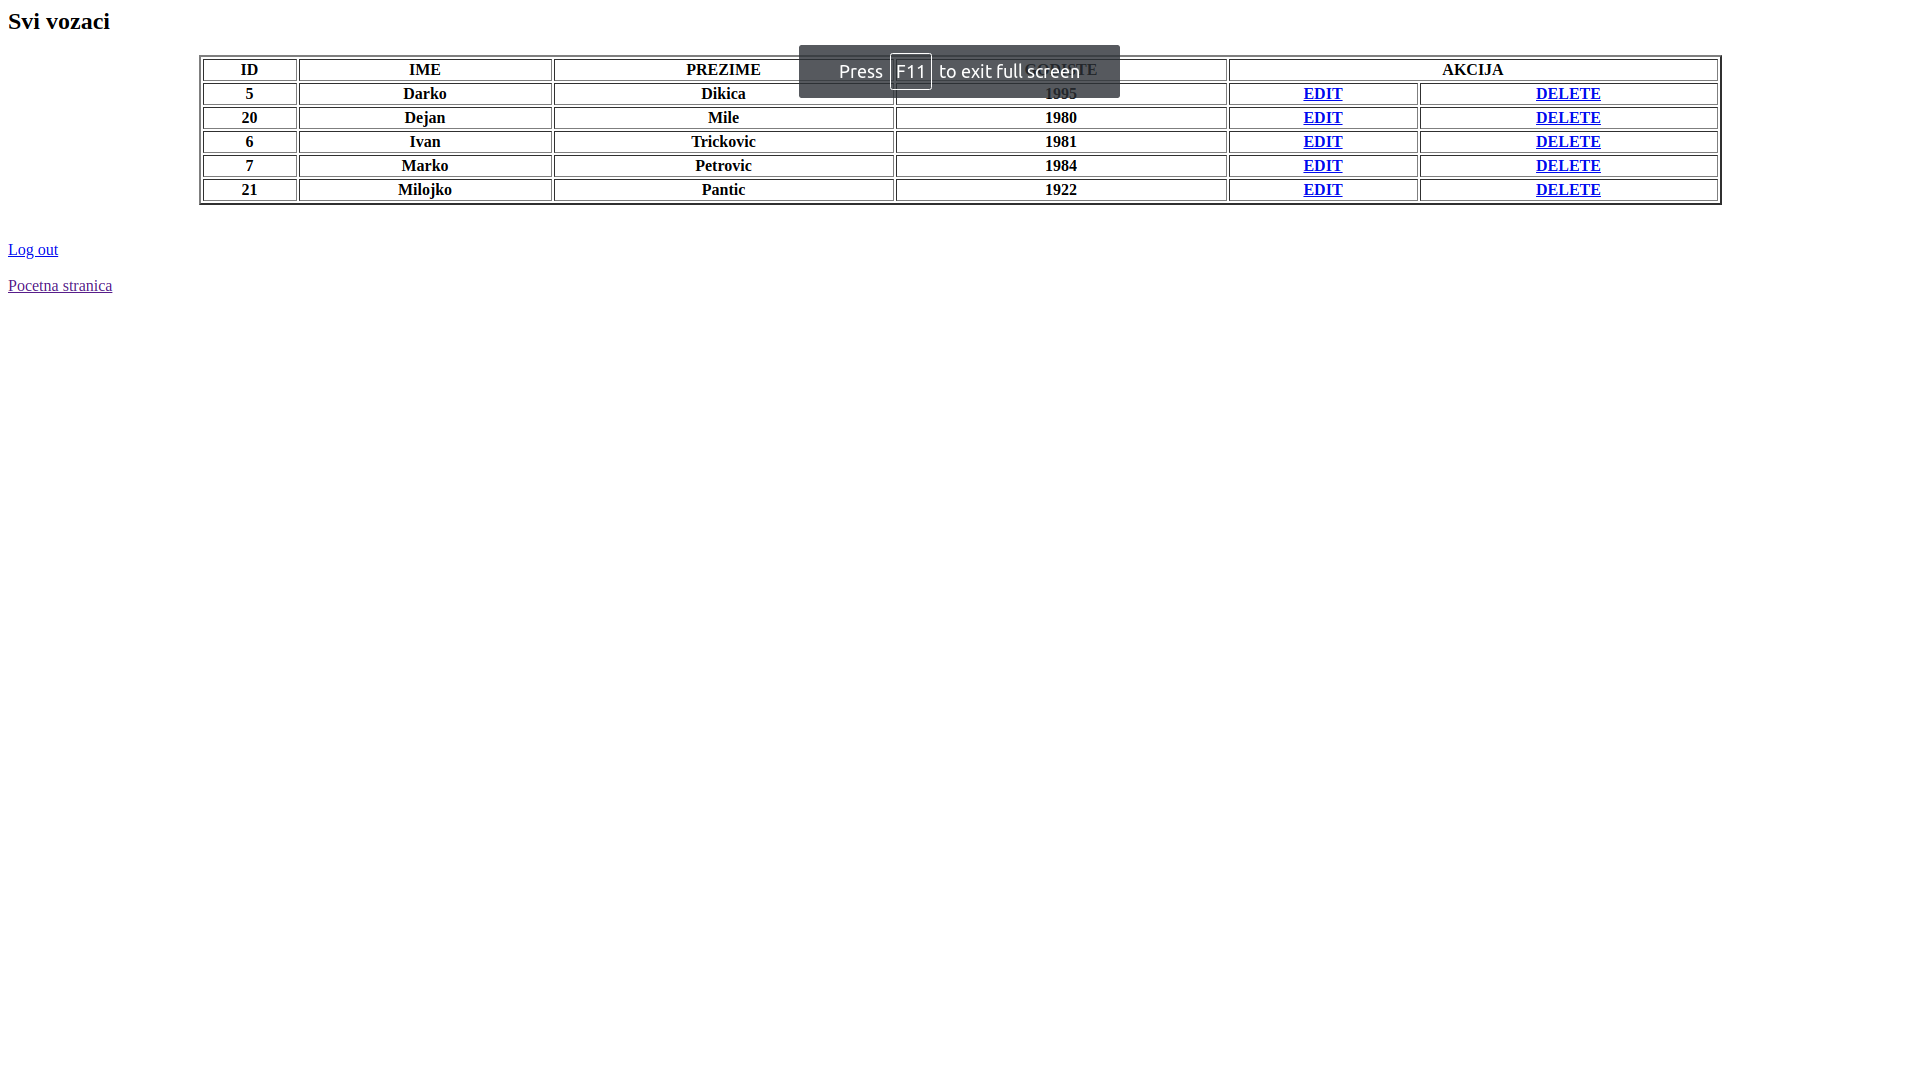 Svi vozaci
ID IME PREZIME GODISTE AKCIJA
Press F11 to exit full screen
5 Darko Dikica 1995 EDIT DELETE
20 Dejan Mile 1980 EDIT DELETE
6 Ivan Trickovic 1981 EDIT DELETE
7 Marko Petrovic 1984 EDIT DELETE
21 Milojko Pantic 1922 EDIT DELETE
Log out
Pocetna stranica